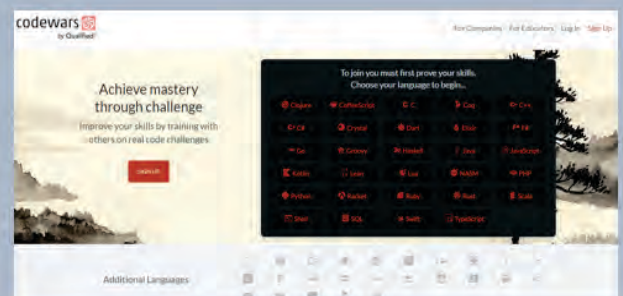 codewars
by Qualified
For Companies For Educators Log In Sign Up
Achieve mastery
through challenge
Improve your skills by training with
others on real code challenges
SIGN UP
To join you must first prove your skills.
Choose your language to begin...
Clojure CoffeeScript C Coq C++
C# Crystal Dart Elixir F#
Go Groovy Haskell Java JavaScript
Kotlin Lean Lua NASM PHP
Python Racket Ruby Rust Scala
Shell SQL Swift TypeScript
Additional Languages